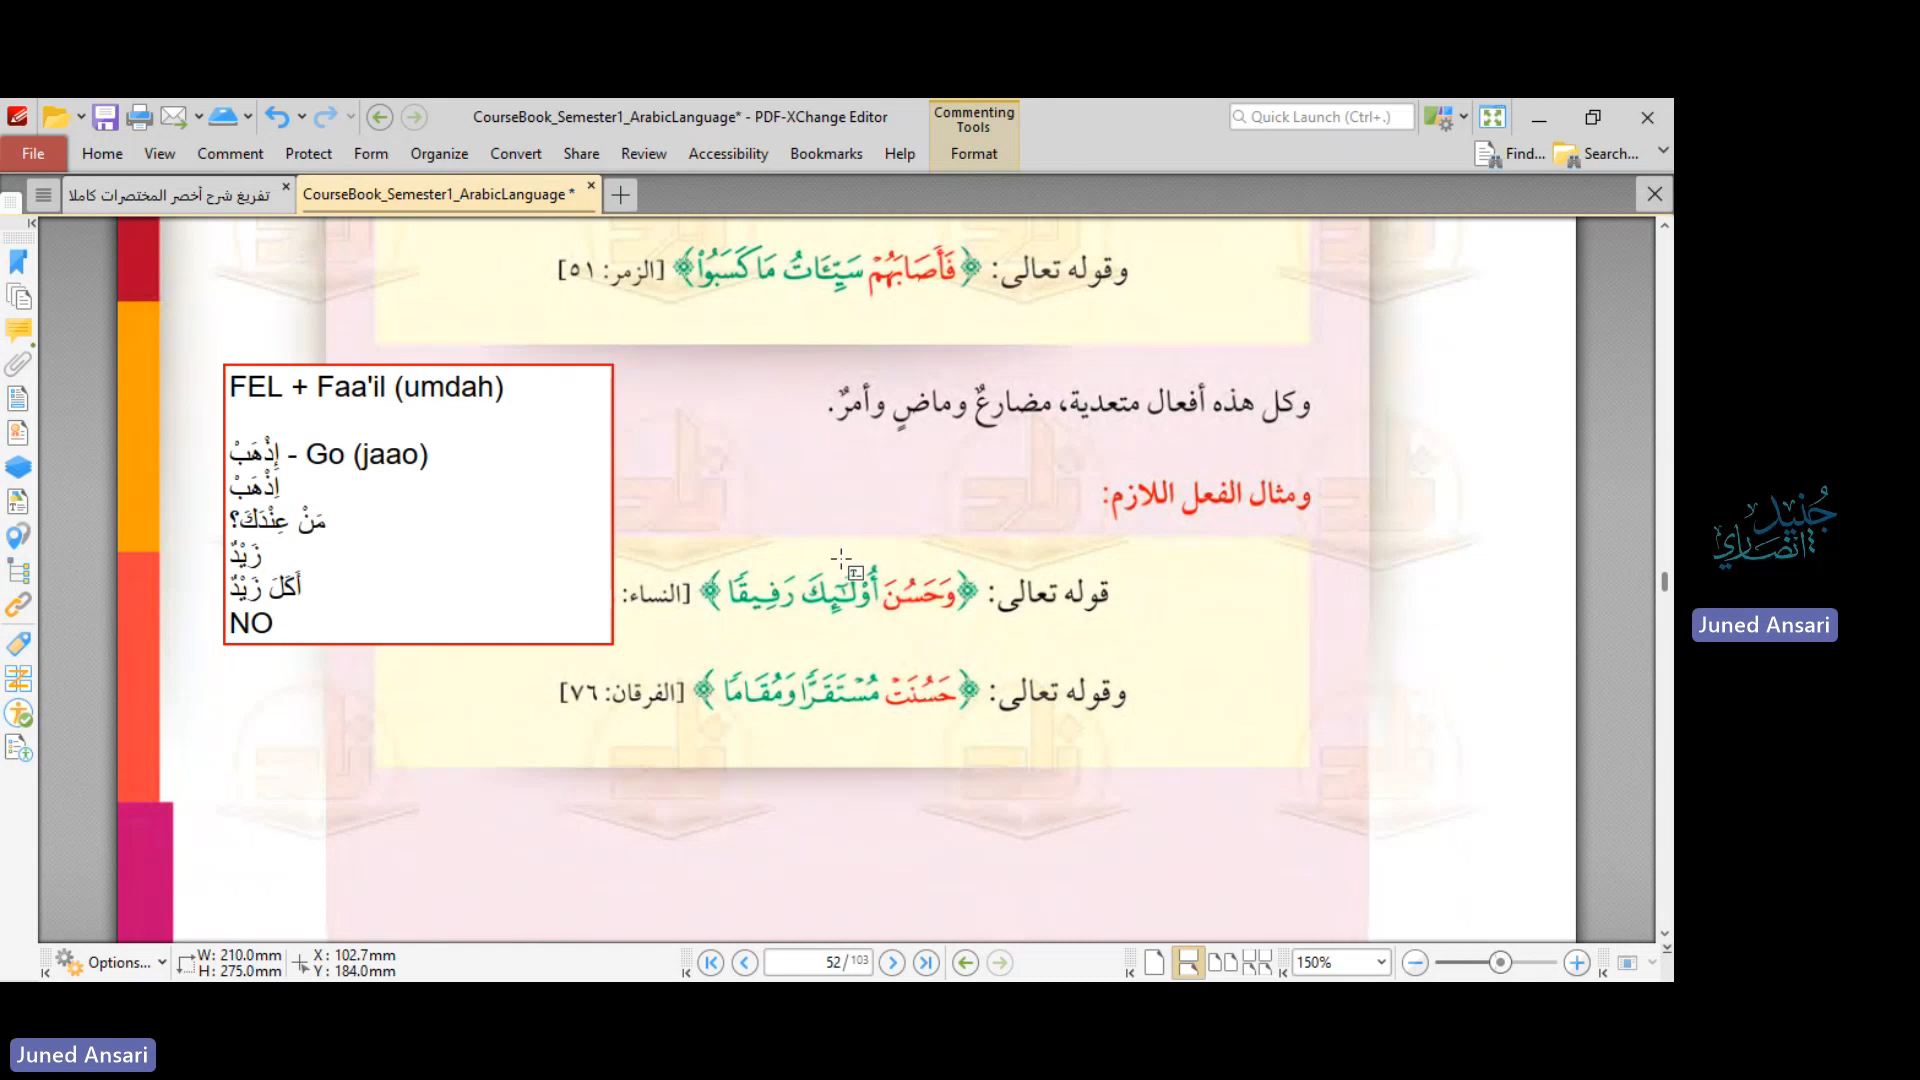 CourseBook_Semester1_ArabicLanguage* - PDF-XChange Editor
Commenting Tools
Quick Launch (Ctrl+.)
File Home View Comment Protect Form Organize Convert Share Review Accessibility Bookmarks Help Format Find... Search...
تفريغ شرح أخصر المختصرات كاملا
CourseBook_Semester1_ArabicLanguage *
وقوله تعالى: ﴿فَأَصَابَهُمۡ سَيِّـَٔاتُ مَا كَسَبُواْ﴾ [الزمر: ٥١]
وكل هذه أفعال متعدية، مضارعٌ وماضٍ وأمرٌ.
ومثال الفعل اللازم:
قوله تعالى: ﴿وَحَسُنَ أُوْلَٰٓئِكَ رَفِيقٗا﴾ [النساء:
وقوله تعالى: ﴿حَسُنَتۡ مُسۡتَقَرّٗا وَمُقَامٗا﴾ [الفرقان: ٧٦]
FEL + Faa'il (umdah)
إِذْهَبْ - Go (jaao)
اِذْهَبْ
مَنْ عِنْدَكَ؟
زَيْدٌ
أَكَلَ زَيْدٌ
NO
جُنيد انصاري
Juned Ansari
Options...
W: 210.0mm
H: 275.0mm
X: 102.7mm
Y: 184.0mm
52/103
150%
Juned Ansari